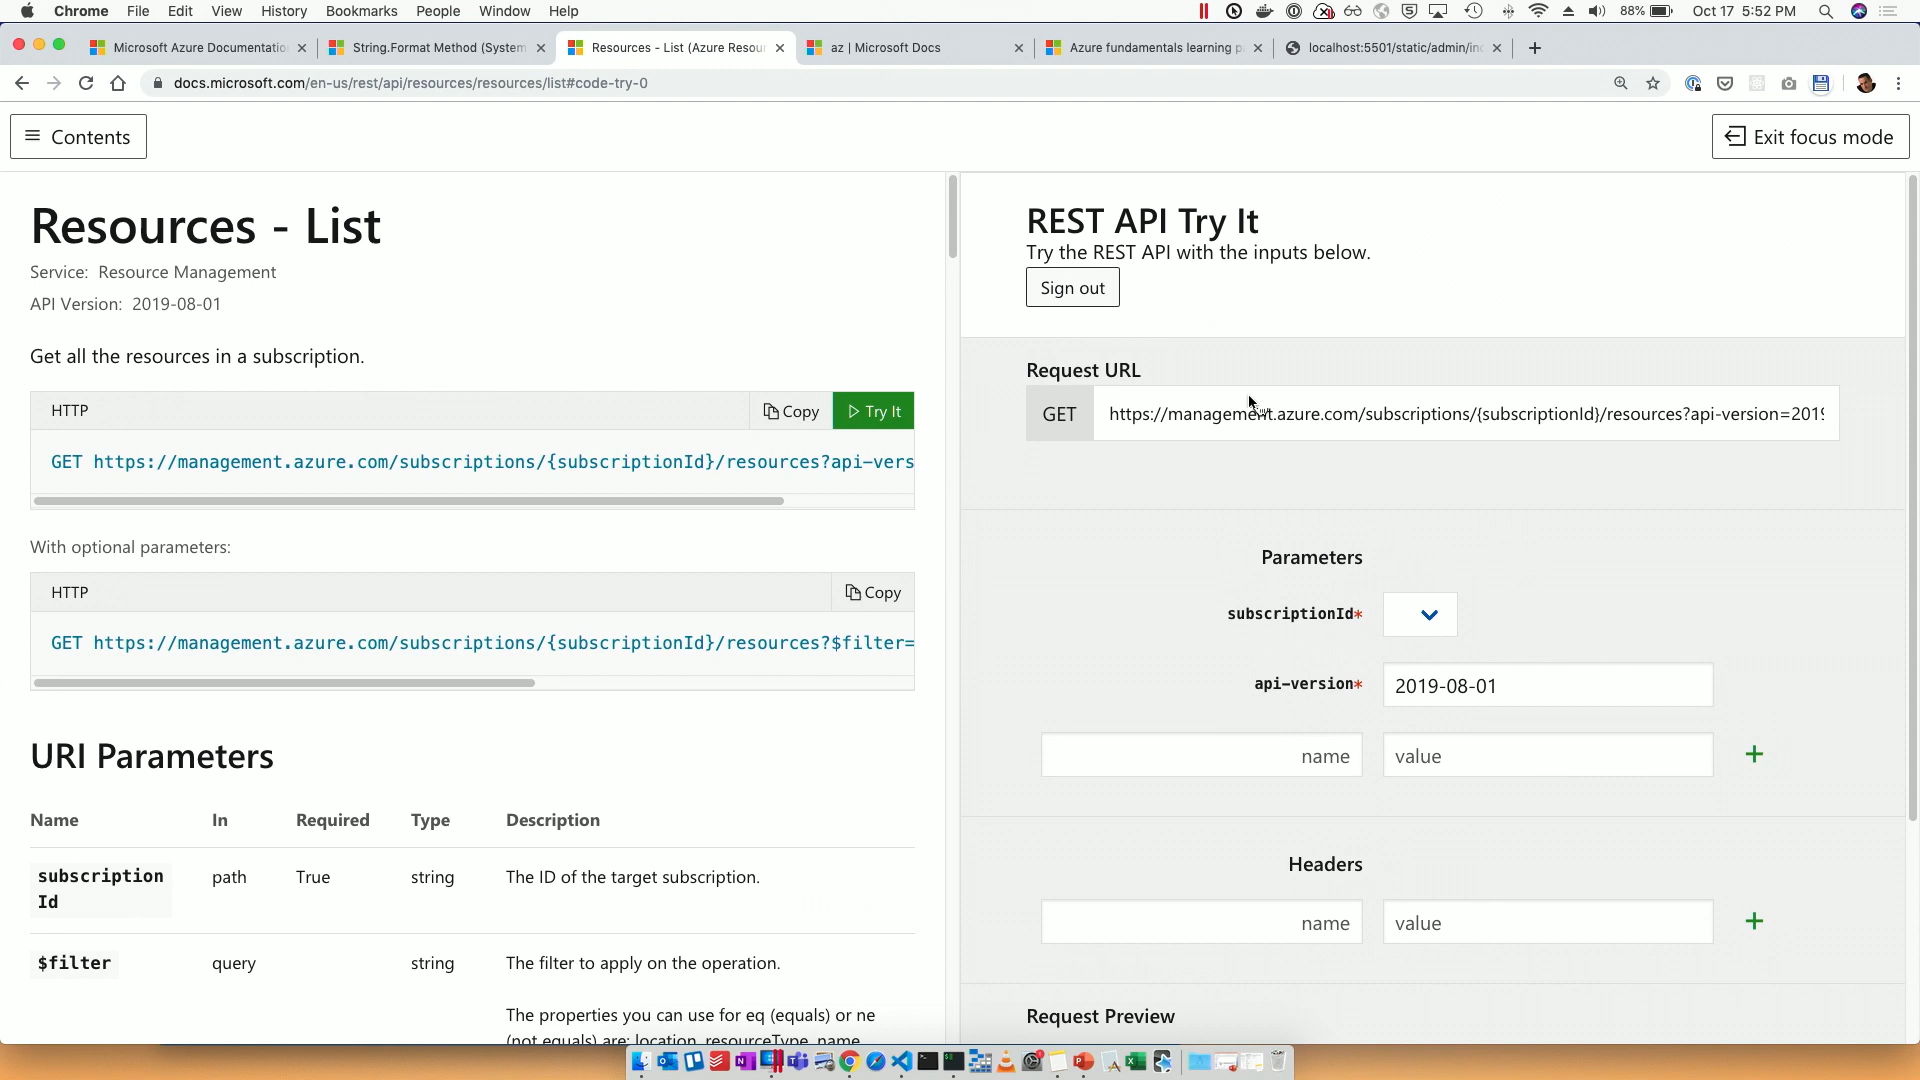 Chrome File Edit View History Bookmarks People Window Help 88% Oct 17 5:52 PM
Microsoft Azure Documentatio String.Format Method (System Resources - List (Azure Resour az | Microsoft Docs Azure fundamentals learning p localhost:5501/static/admin/in
docs.microsoft.com/en-us/rest/api/resources/resources/list#code-try-0
Contents
Exit focus mode
Resources - List
Service: Resource Management
API Version: 2019-08-01
Get all the resources in a subscription.
HTTP Copy Try It
GET https://management.azure.com/subscriptions/{subscriptionId}/resources?api-vers
With optional parameters:
HTTP Copy
GET https://management.azure.com/subscriptions/{subscriptionId}/resources?$filter=
URI Parameters
Name In Required Type Description
subscription
Id
path True string The ID of the target subscription.
$filter query string The filter to apply on the operation.
The properties you can use for eq (equals) or ne
(not equals) are: location, resourceType, name,
REST API Try It
Try the REST API with the inputs below.
Sign out
Request URL
GET https://management.azure.com/subscriptions/{subscriptionId}/resources?api-version=2019
Parameters
subscriptionId*
api-version* 2019-08-01
name value +
Headers
name value +
Request Preview